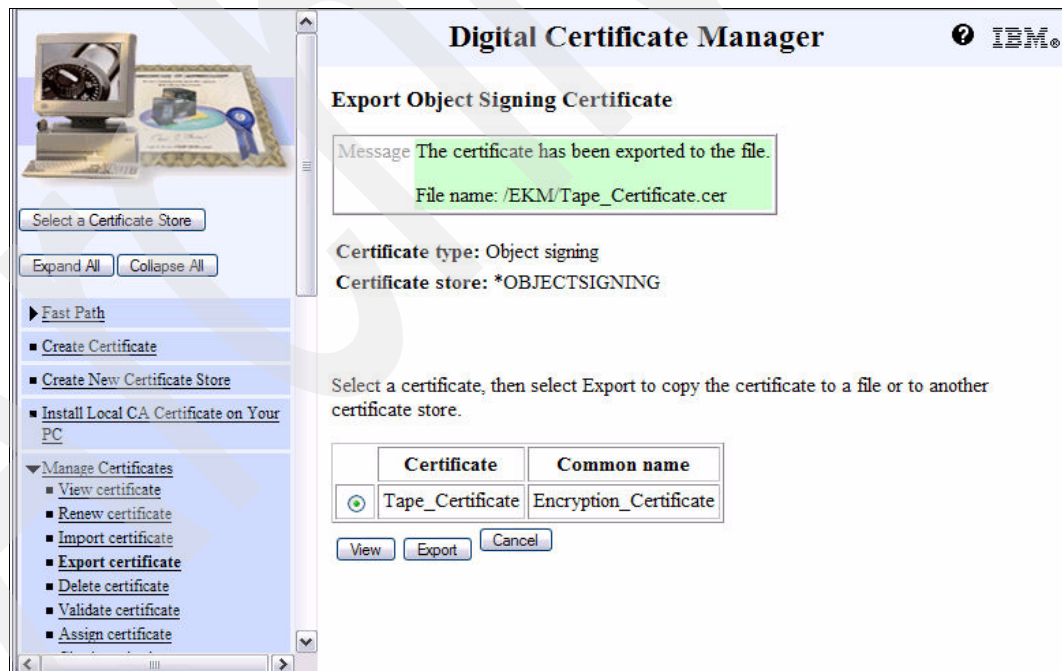 Digital Certificate Manager
IBM®
Export Object Signing Certificate
Message The certificate has been exported to the file.
File name: /EKM/Tape_Certificate.cer
Certificate type: Object signing
Certificate store: *OBJECTSIGNING
Select a certificate, then select Export to copy the certificate to a file or to another
certificate store.
Certificate Common name
Tape_Certificate Encryption_Certificate
View Export Cancel
Select a Certificate Store
Expand All Collapse All
Fast Path
Create Certificate
Create New Certificate Store
Install Local CA Certificate on Your
PC
Manage Certificates
View certificate
Renew certificate
Import certificate
Export certificate
Delete certificate
Validate certificate
Assign certificate